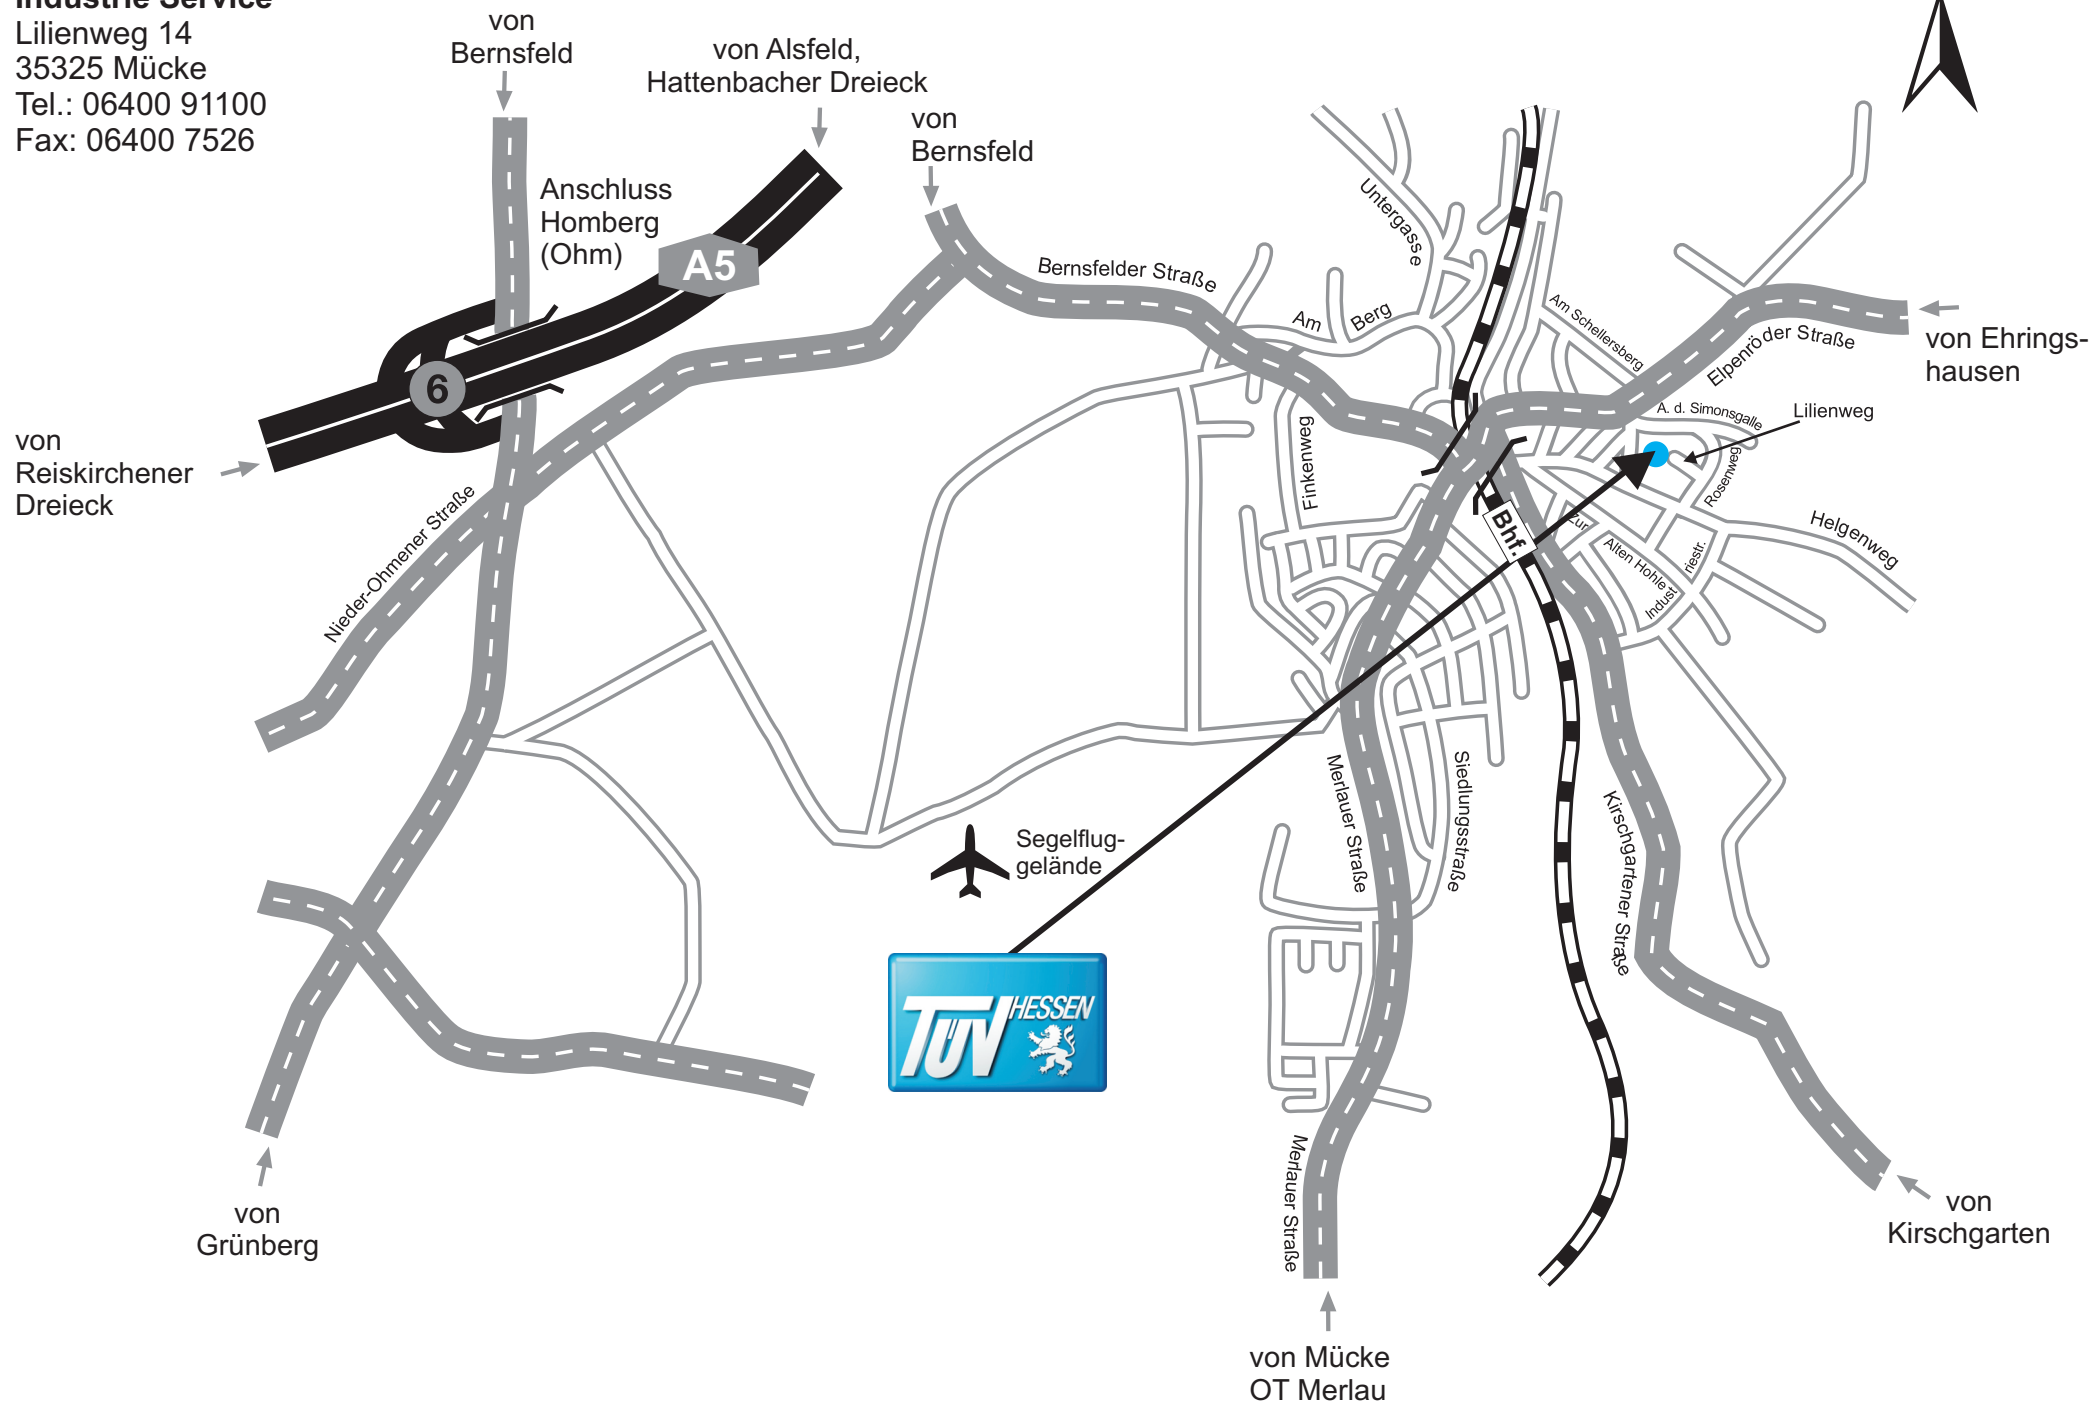 Industrie Service
Lilienweg 14
35325 Mücke
Tel.: 06400 91100
Fax: 06400 7526
von
Bernsfeld
von Alsfeld,
Hattenbacher Dreieck
von
Bernsfeld
Anschluss
Homberg
(Ohm)
A5
6
von
Reiskirchener
Dreieck
Nieder-Ohmener Straße
Bernsfelder Straße
Untergasse
Am Berg
Am Schellersberg
Elpenröder Straße
von Ehrings-
hausen
A. d. Simonsgalle
Lilienweg
Rosenweg
Finkenweg
Bhf.
Zur
Alten Hohle
Indust
riestr.
Helgenweg
Merlauer Straße
Siedlungsstraße
Kirschgartener Straße
Segelflug-
gelände
TÜV HESSEN
Merlauer Straße
von
Grünberg
von
Kirschgarten
von Mücke
OT Merlau